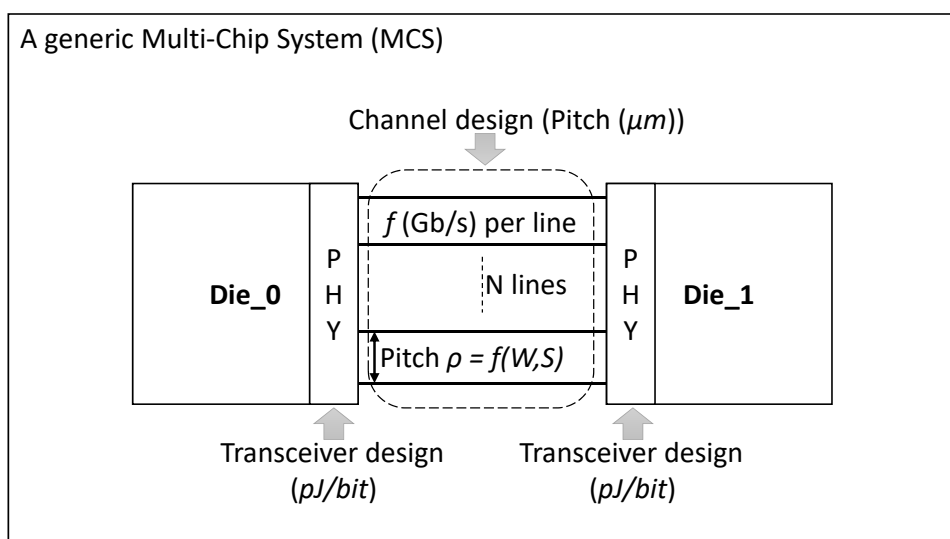 A generic Multi-Chip System (MCS)
Channel design (Pitch (μm))
f (Gb/s) per line
P
H
Y
P
H
Y
Die_0
N lines
Die_1
Pitch ρ = f(W,S)
Transceiver design
(pJ/bit)
Transceiver design
(pJ/bit)